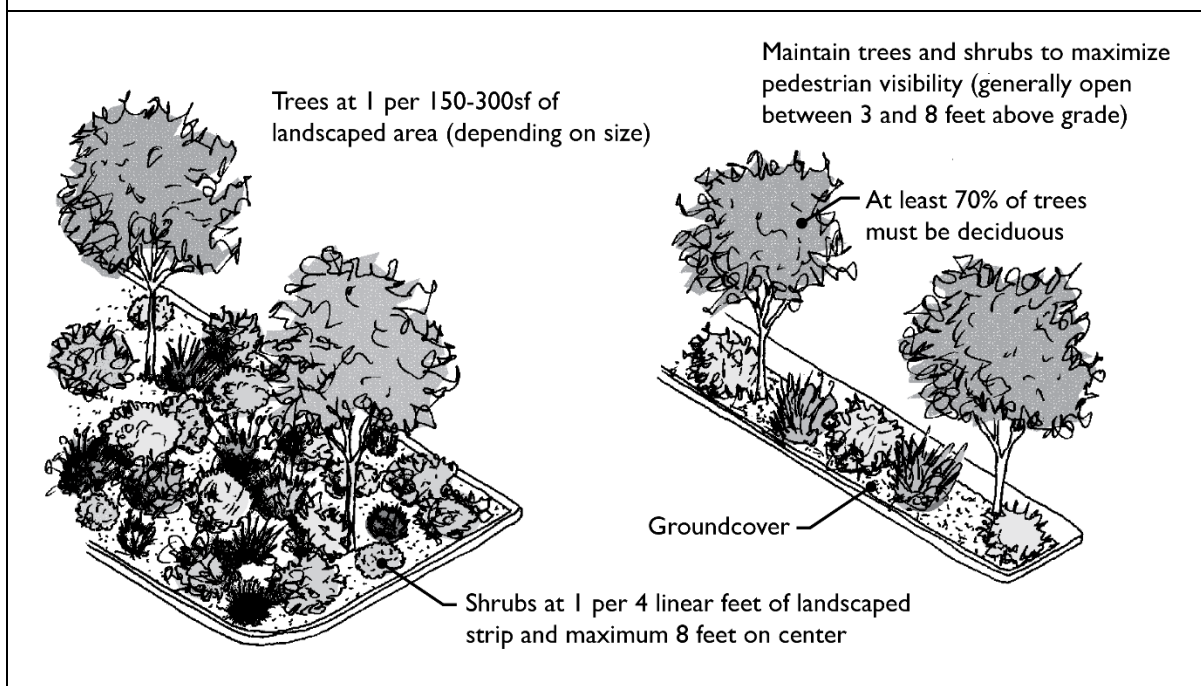 Trees at 1 per 150-300sf of
landscaped area (depending on size)
Maintain trees and shrubs to maximize
pedestrian visibility (generally open
between 3 and 8 feet above grade)
At least 70% of trees
must be deciduous
Groundcover
Shrubs at 1 per 4 linear feet of landscaped
strip and maximum 8 feet on center